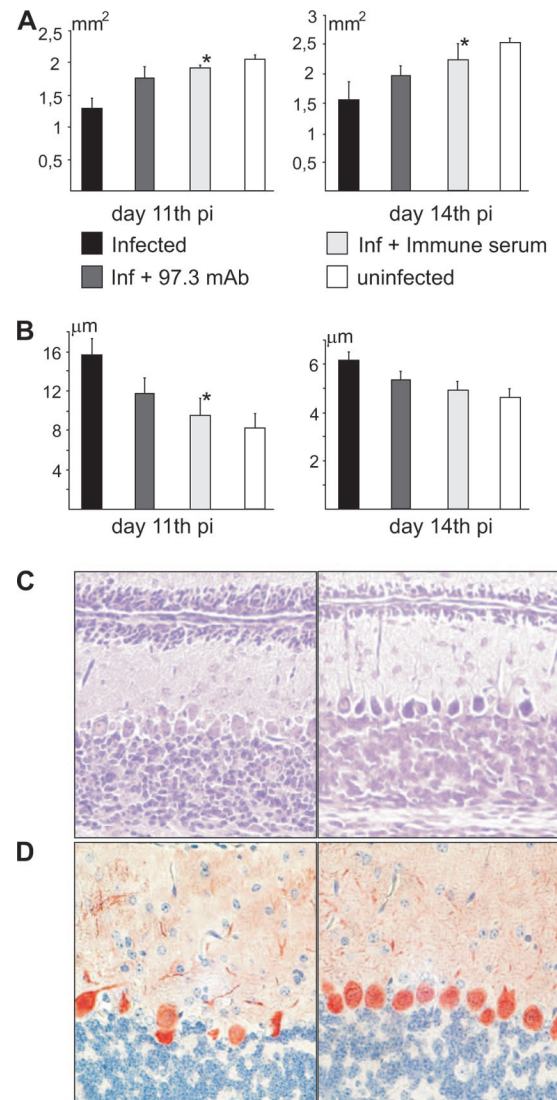 A
mm2
2,5
2
1,5
1
0,5
*
day 11th pi
mm2
3
2,5
2
1,5
1
0,5
*
day 14th pi
Infected
Inf + 97.3 mAb
Inf + Immune serum
uninfected
B
µm
16
12
8
4
*
day 11th pi
µm
6
4
2
day 14th pi
C
D